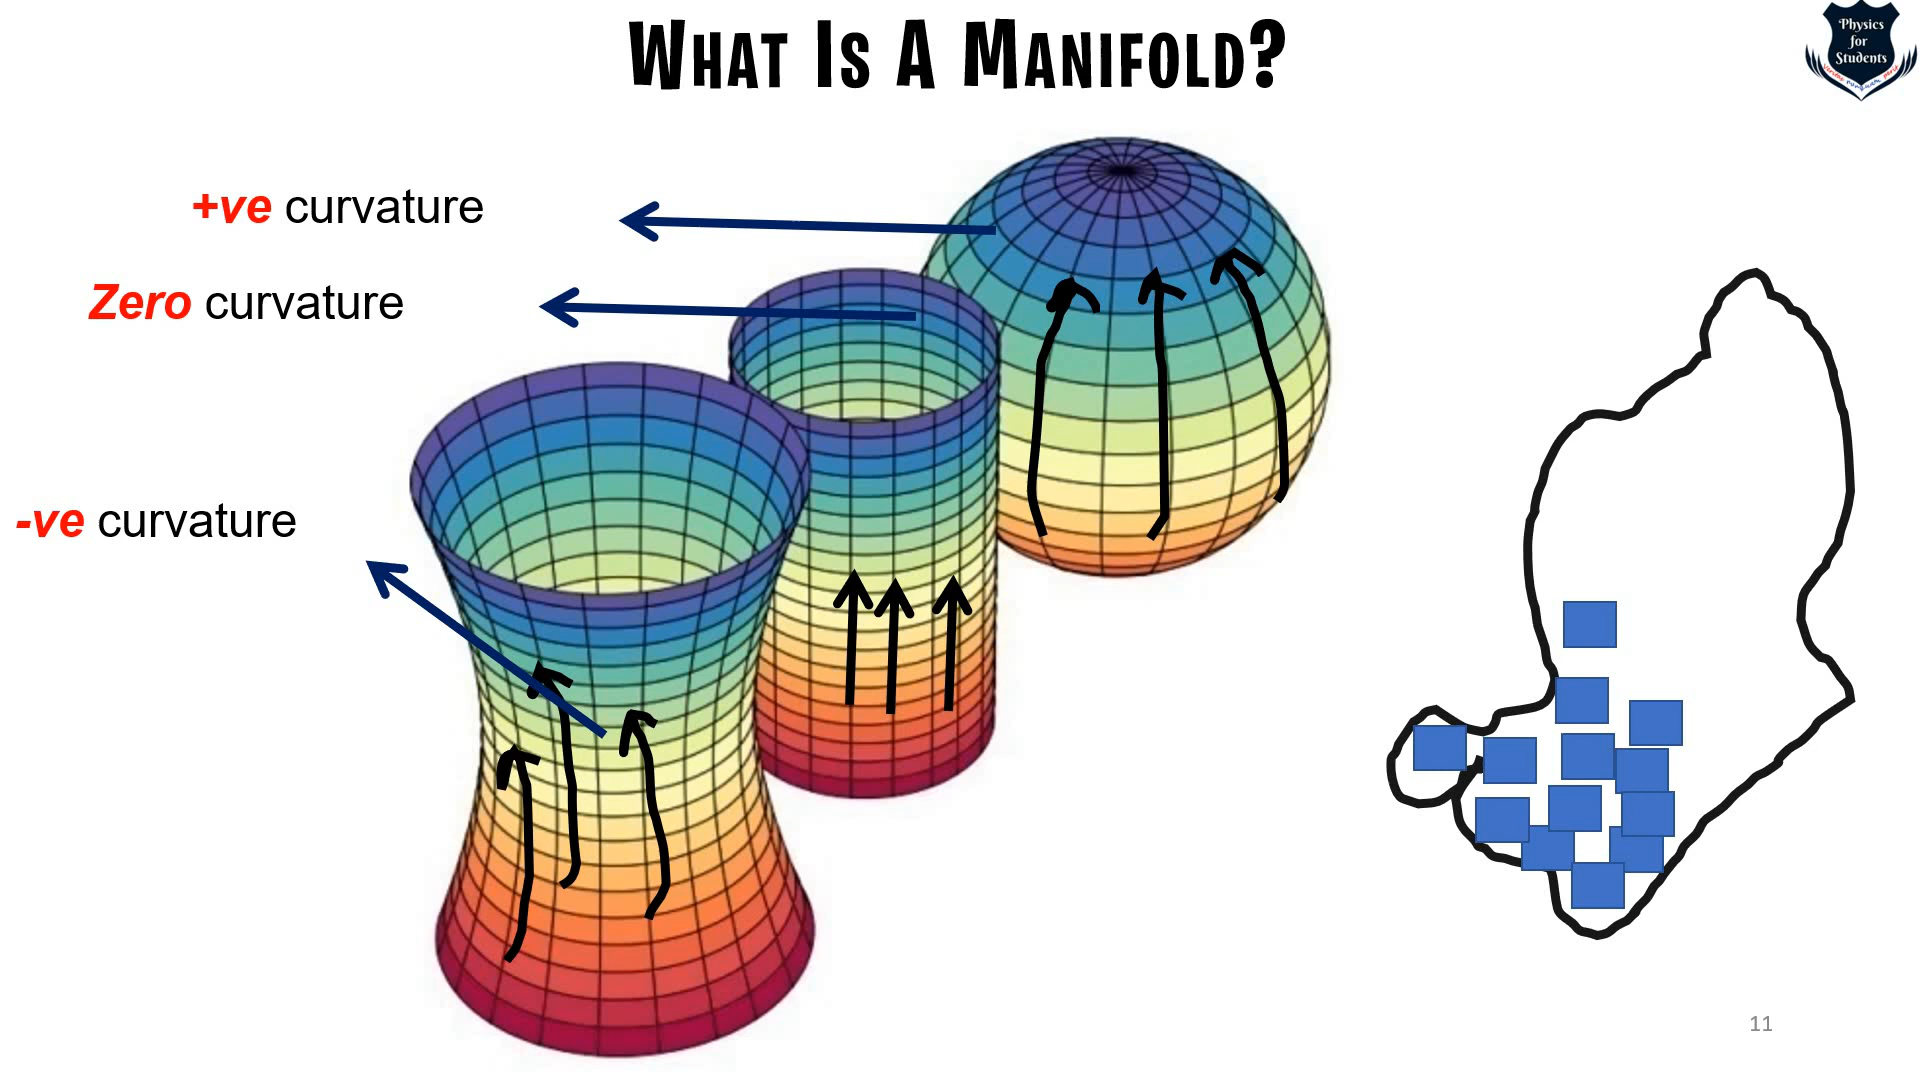 What Is A Manifold?
Physics
for
Students
+ve curvature
Zero curvature
-ve curvature
11